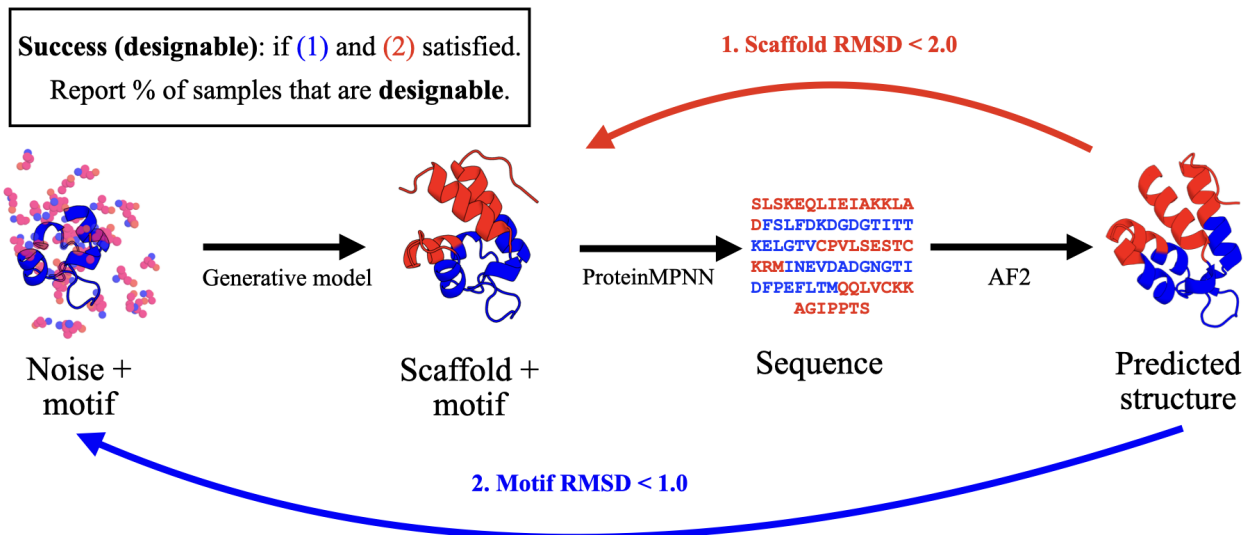 Success (designable): if (1) and (2) satisfied.
Report % of samples that are designable.
1. Scaffold RMSD < 2.0
SLSKEQLIEIAKKLA
DFSLFDKDGDGTITT
KELGTVCPVLSESTC
KRMINEVDADGNGTI
DFPEFLTMQQLVCKK
AGIPPTS
Generative model
ProteinMPNN
AF2
Noise +
motif
Scaffold +
motif
Sequence
Predicted
structure
2. Motif RMSD < 1.0